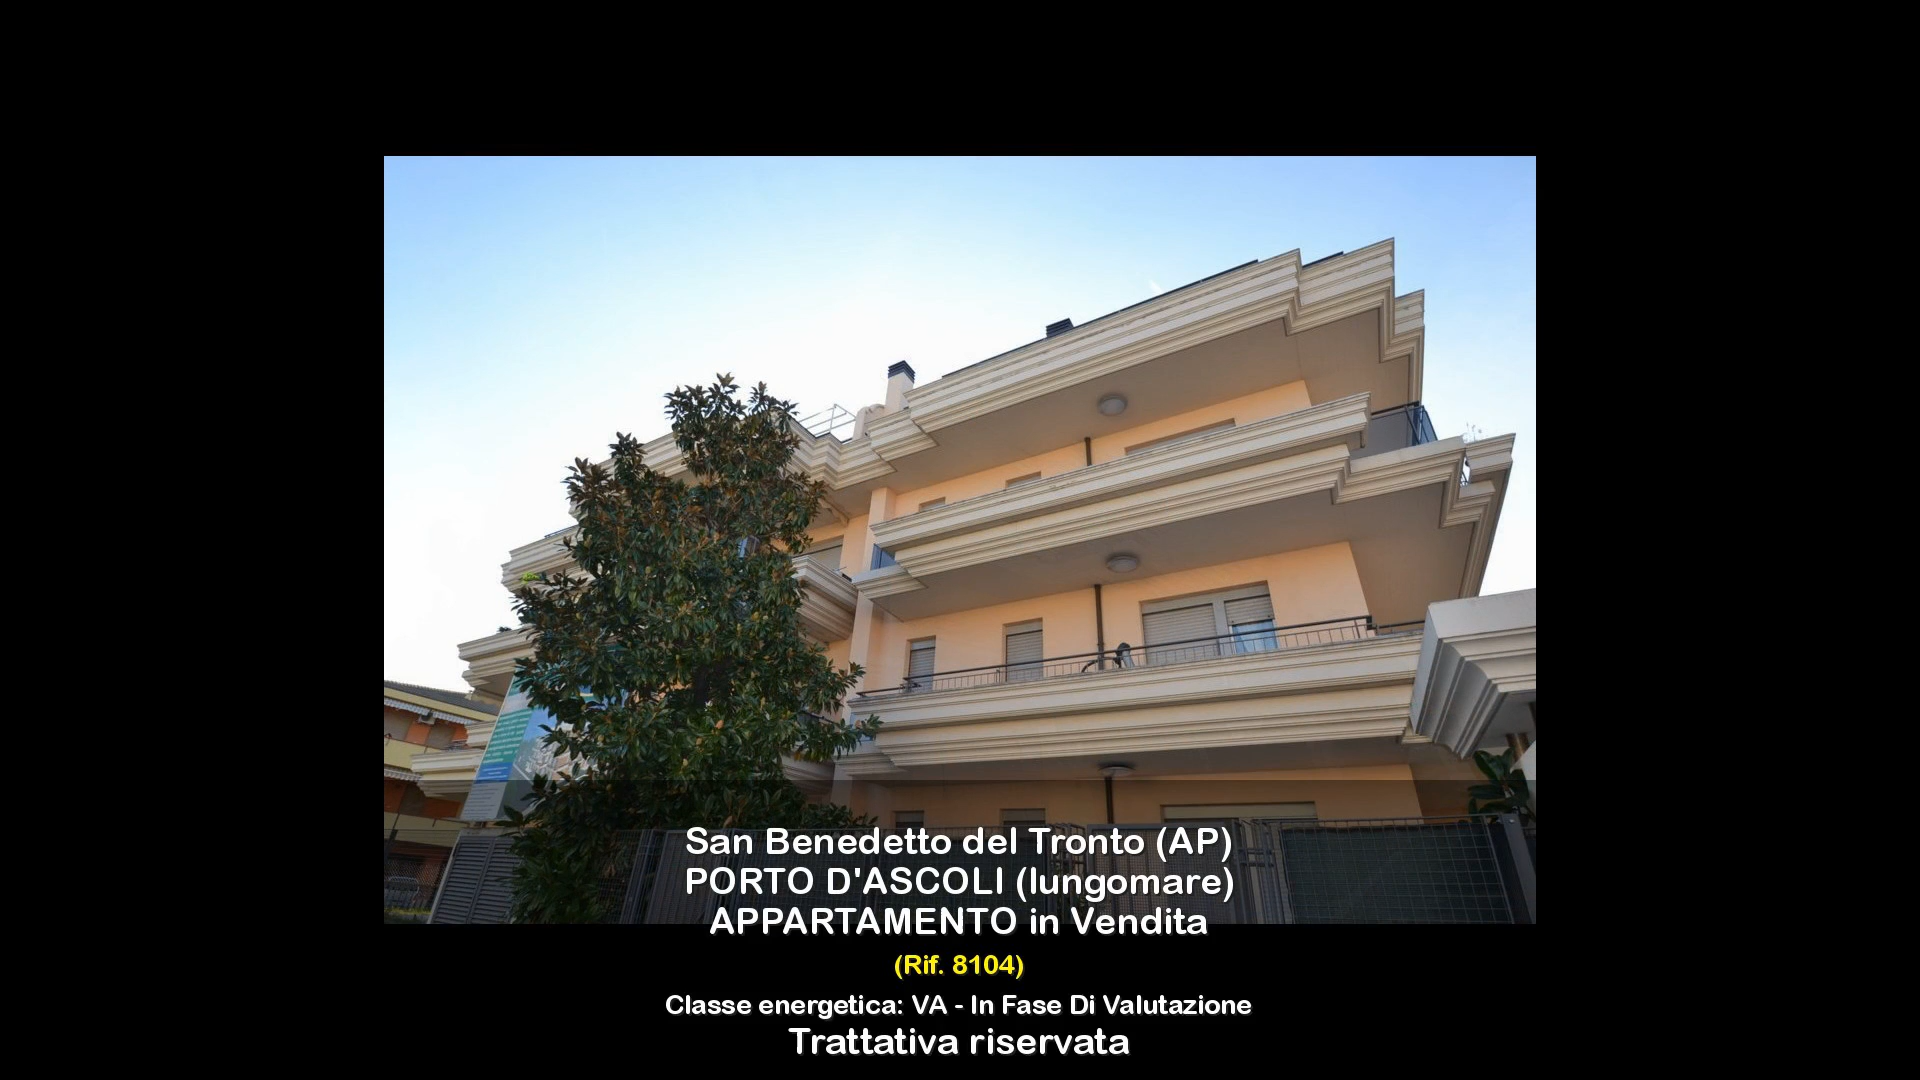 San Benedetto del Tronto (AP)
PORTO D'ASCOLI (lungomare)
APPARTAMENTO in Vendita
(Rif. 8104)
Classe energetica: VA - In Fase Di Valutazione
Trattativa riservata